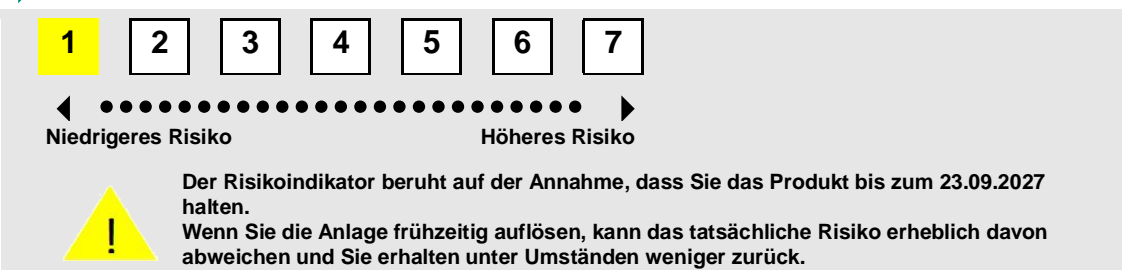 1 2 3 4 5 6 7
Niedrigeres Risiko Höheres Risiko
Der Risikoindikator beruht auf der Annahme, dass Sie das Produkt bis zum 23.09.2027
halten.
Wenn Sie die Anlage frühzeitig auflösen, kann das tatsächliche Risiko erheblich davon
abweichen und Sie erhalten unter Umständen weniger zurück.
!